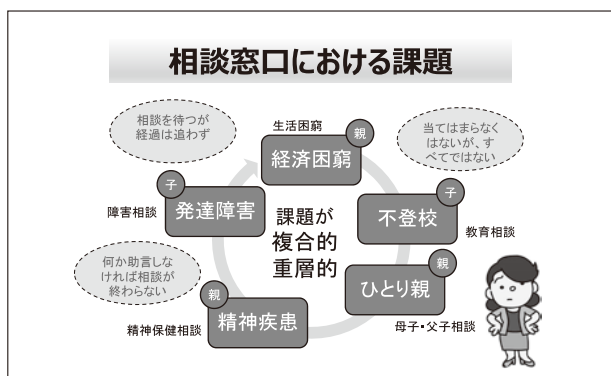 相談窓口における課題
相談を待つが
経過は追わず
生活困窮
親
経済困窮
当てはまらなく
はないが、す
べてではない
子
発達障害
障害相談
課題が
複合的
重層的
子
不登校
教育相談
何か助言しな
ければ相談が
終わらない
親
精神疾患
精神保健相談
親
ひとり親
母子・父子相談